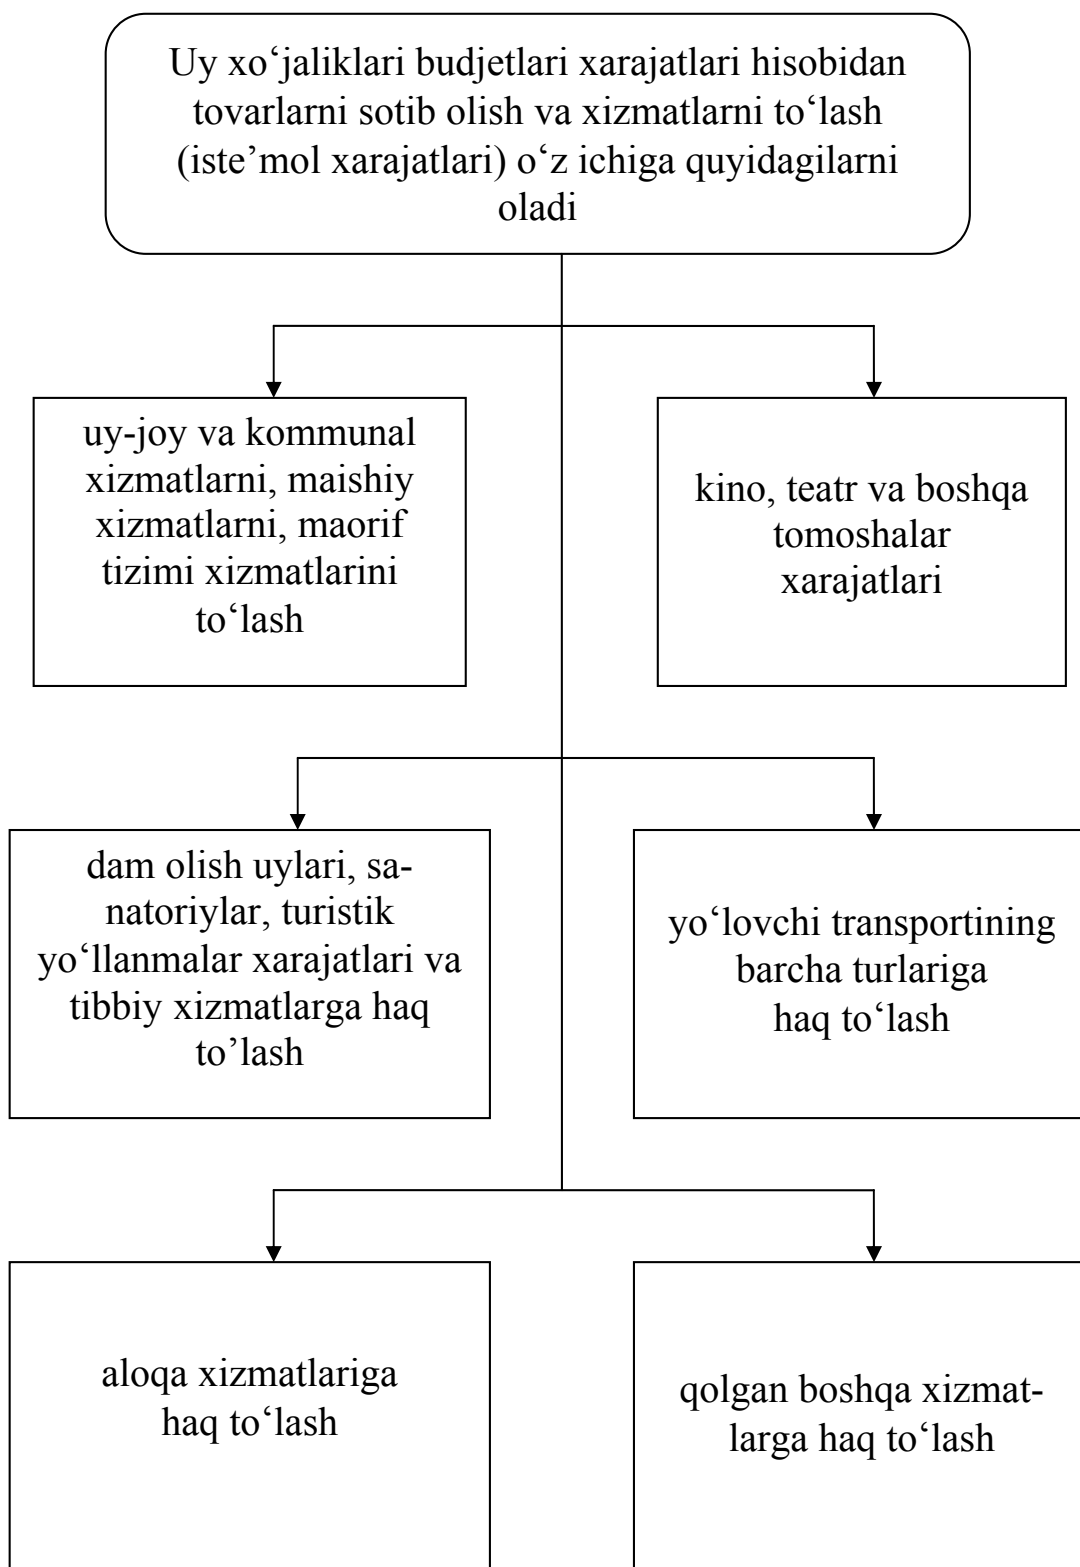 Uy xo‘jaliklari budjetlari xarajatlari hisobidan
tovarlarni sotib olish va xizmatlarni to‘lash
(iste’mol xarajatlari) o‘z ichiga quyidagilarni
oladi
uy-joy va kommunal
xizmatlarni, maishiy
xizmatlarni, maorif
tizimi xizmatlarini
to‘lash
kino, teatr va boshqa
tomoshalar
xarajatlari
dam olish uylari, sa-
natoriylar, turistik
yo‘llanmalar xarajatlari va
tibbiy xizmatlarga haq
to’lash
yo‘lovchi transportining
barcha turlariga
haq to‘lash
aloqa xizmatlariga
haq to‘lash
qolgan boshqa xizmat-
larga haq to‘lash